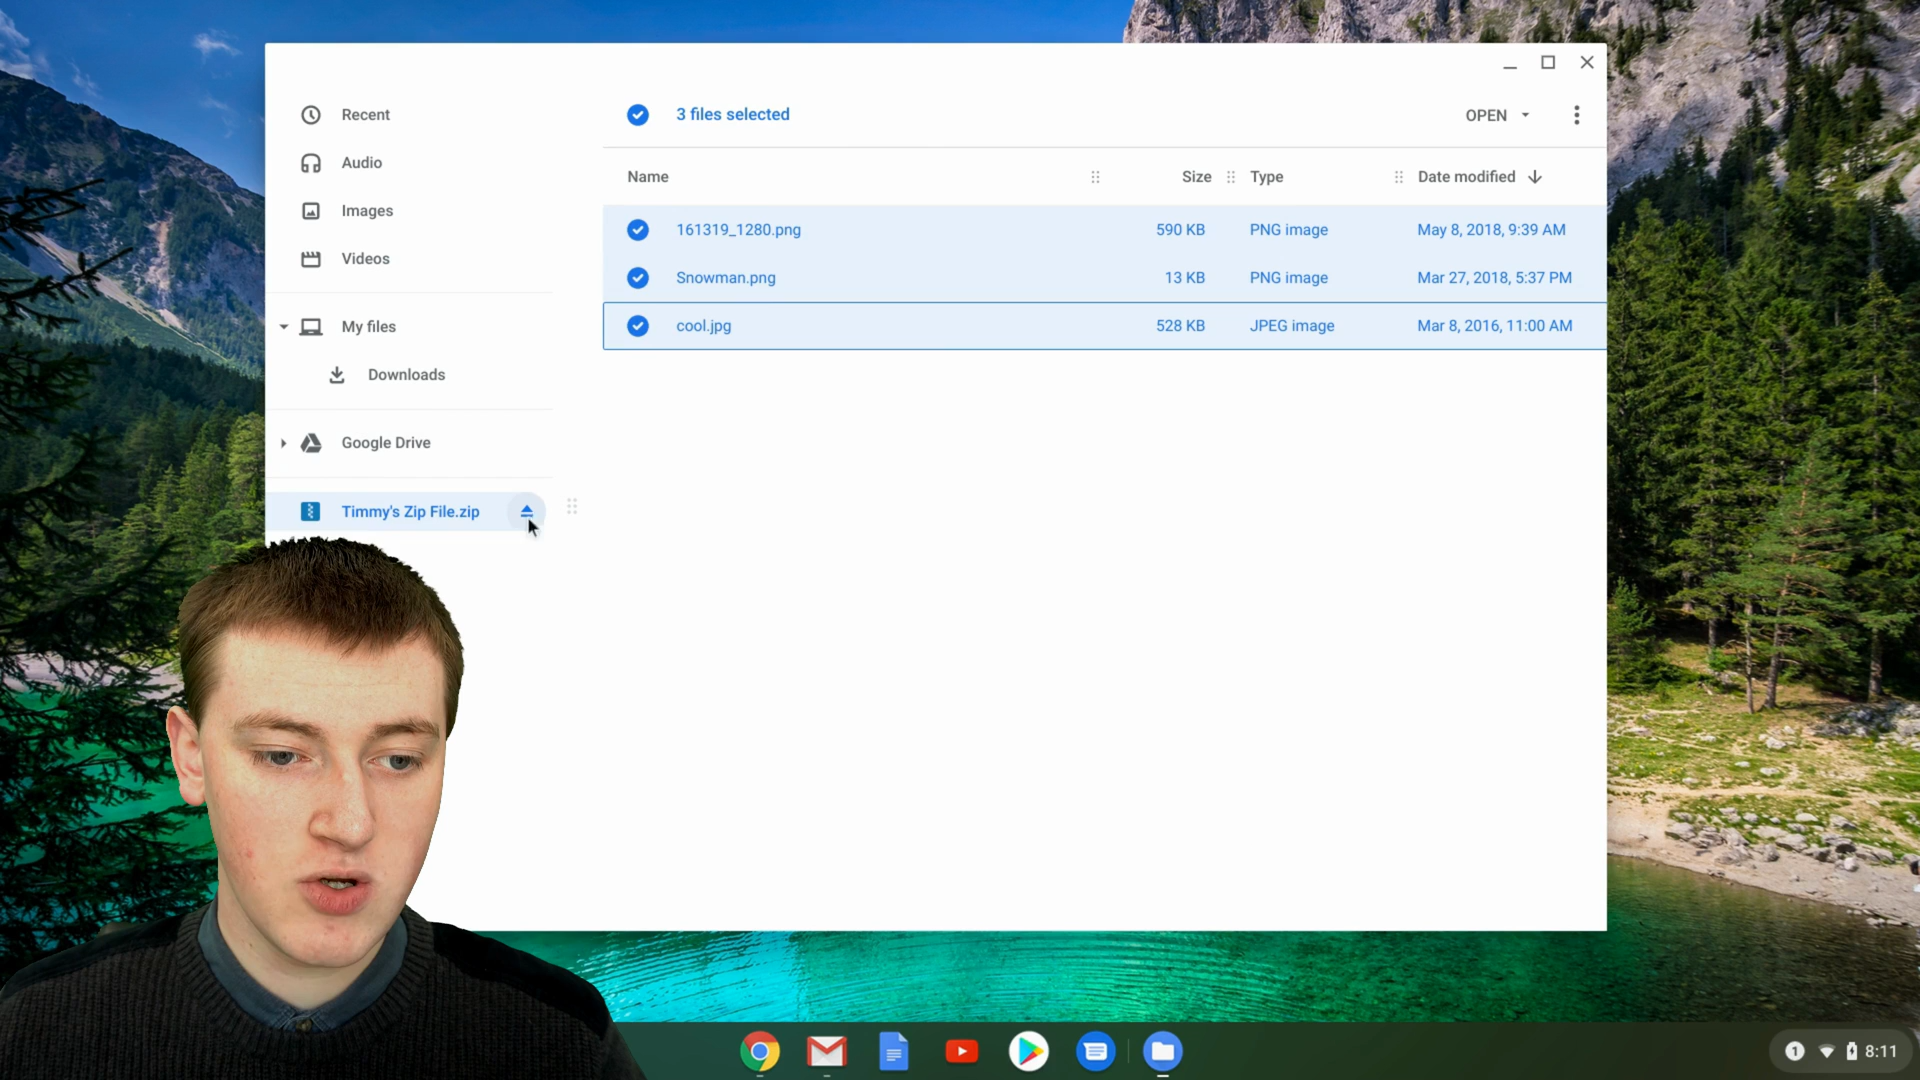 Recent
Audio
Images
Videos
My files
Downloads
Google Drive
Timmy's Zip File.zip
3 files selected
OPEN
Name Size Type Date modified
161319_1280.png 590 KB PNG image May 8, 2018, 9:39 AM
Snowman.png 13 KB PNG image Mar 27, 2018, 5:37 PM
cool.jpg 528 KB JPEG image Mar 8, 2016, 11:00 AM
1 8:11